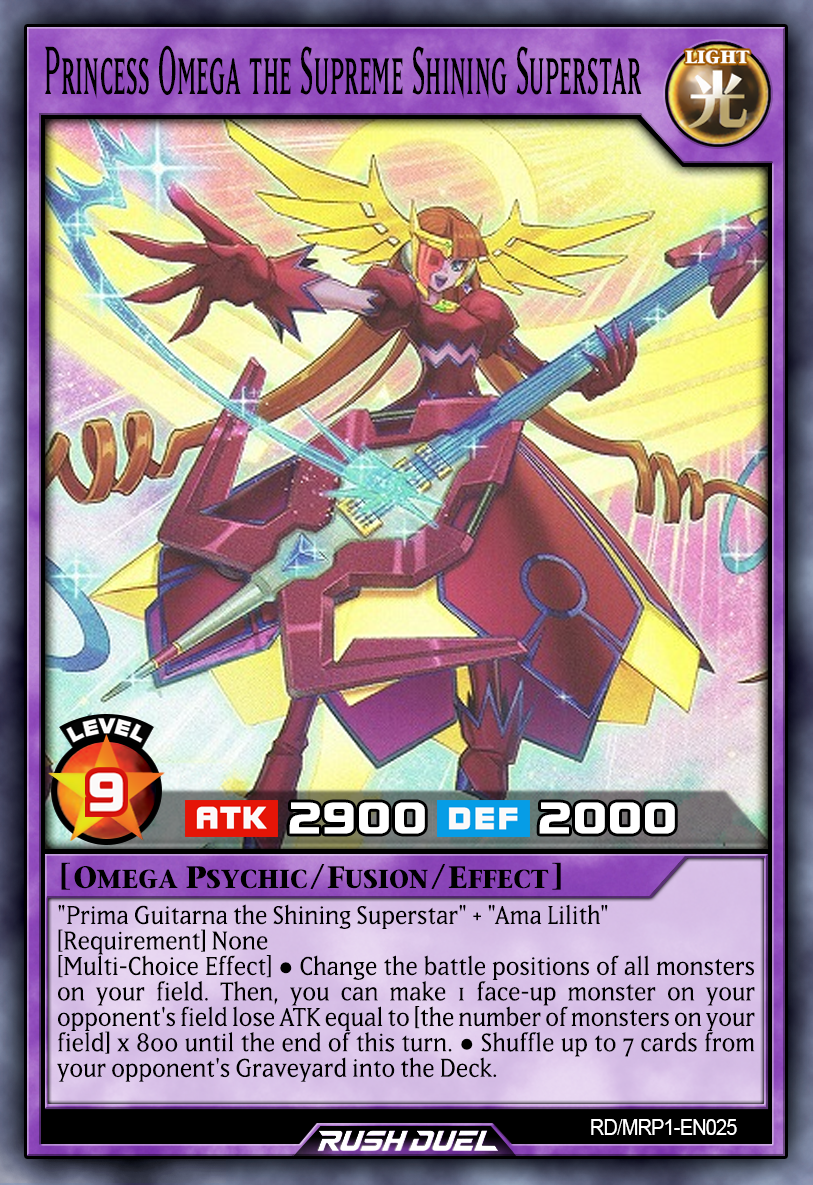 Princess Omega the Supreme Shining Superstar
LIGHT
光
LEVEL
9
ATK 2900 DEF 2000
[Omega Psychic/Fusion/Effect]
"Prima Guitarna the Shining Superstar" + "Ama Lilith"
[Requirement] None
[Multi-Choice Effect] ● Change the battle positions of all monsters
on your field. Then, you can make 1 face-up monster on your
opponent's field lose ATK equal to [the number of monsters on your
field] x 800 until the end of this turn. ● Shuffle up to 7 cards from
your opponent's Graveyard into the Deck.
RD/MRP1-EN025
RUSH DUEL